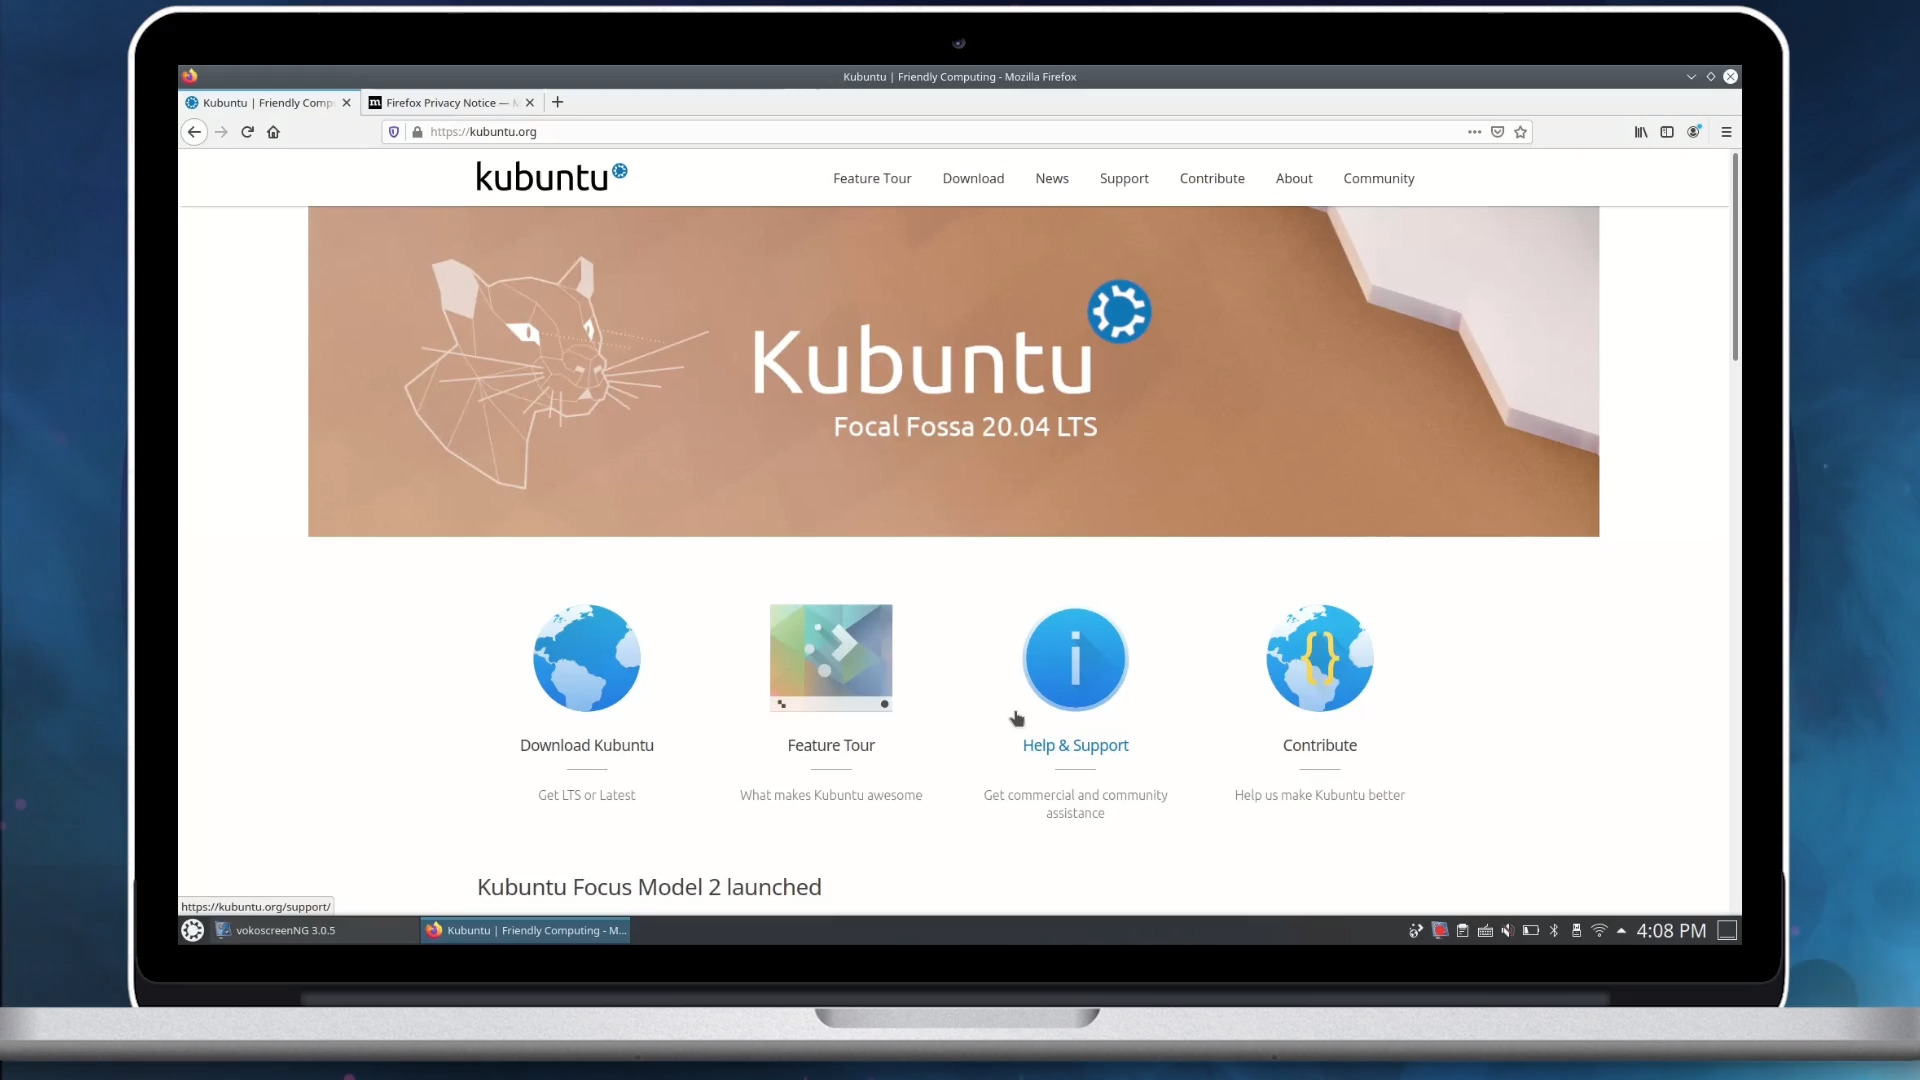 Kubuntu | Friendly Computing - Mozilla Firefox
Kubuntu | Friendly Comp
Firefox Privacy Notice —
https://kubuntu.org
kubuntu
Feature Tour Download News Support Contribute About Community
Kubuntu
Focal Fossa 20.04 LTS
i
{}
Download Kubuntu
Feature Tour
Help & Support
Contribute
Get LTS or Latest
What makes Kubuntu awesome
Get commercial and community
assistance
Help us make Kubuntu better
Kubuntu Focus Model 2 launched
https://kubuntu.org/support/
vokoscreenNG 3.0.5
Kubuntu | Friendly Computing - M...
4:08 PM